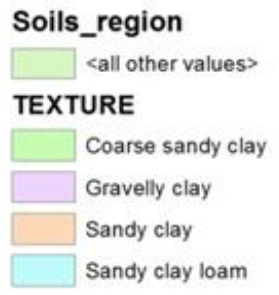 Soils_region
<all other values>
TEXTURE
Coarse sandy clay
Gravelly clay
Sandy clay
Sandy clay loam